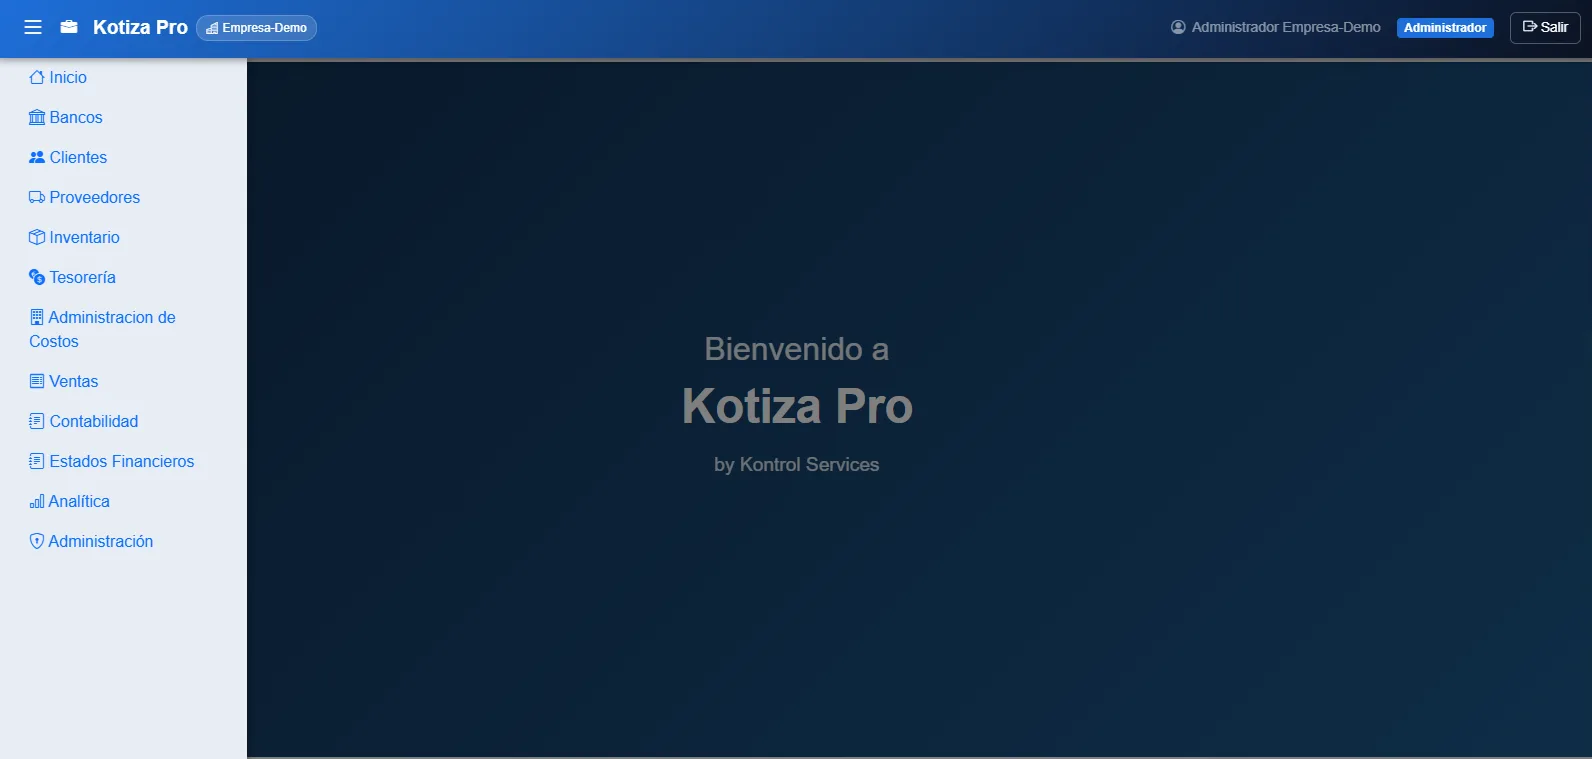 Kotiza Pro
Empresa-Demo
Administrador Empresa-Demo
Administrador
Salir
Inicio
Bancos
Clientes
Proveedores
Inventario
Tesorería
Administracion de
Costos
Ventas
Contabilidad
Estados Financieros
Analítica
Administración
Bienvenido a
Kotiza Pro
by Kontrol Services